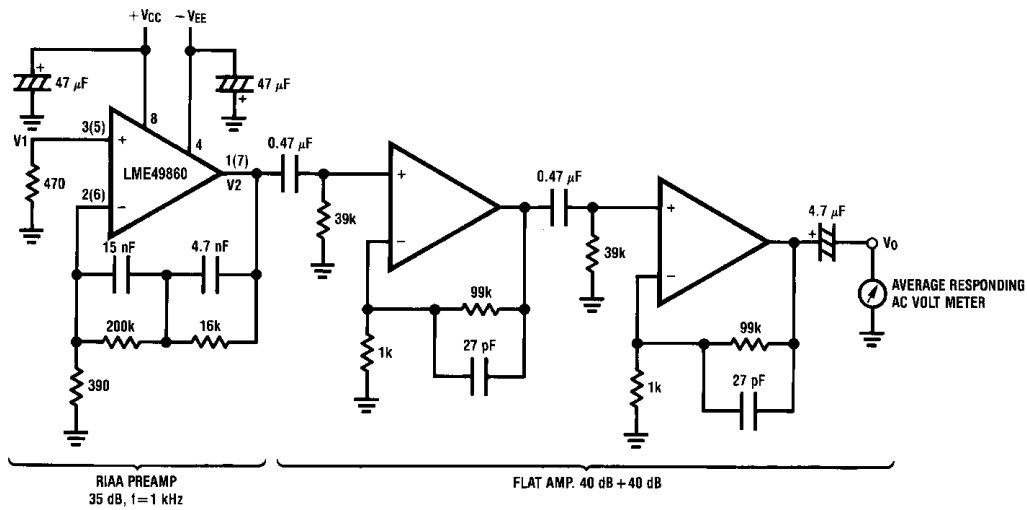 +VCC
−VEE
+
47 μF
47 μF
+
8
4
V1
3(5)
+
LME49860
1(7)
V2
470
2(6)
−
0.47 μF
+
39k
−
0.47 μF
+
39k
−
4.7 μF
+
VO
AVERAGE RESPONDING
AC VOLT METER
15 nF
4.7 nF
200k
16k
390
99k
27 pF
1k
99k
27 pF
1k
RIAA PREAMP
35 dB, f=1 kHz
FLAT AMP. 40 dB+40 dB